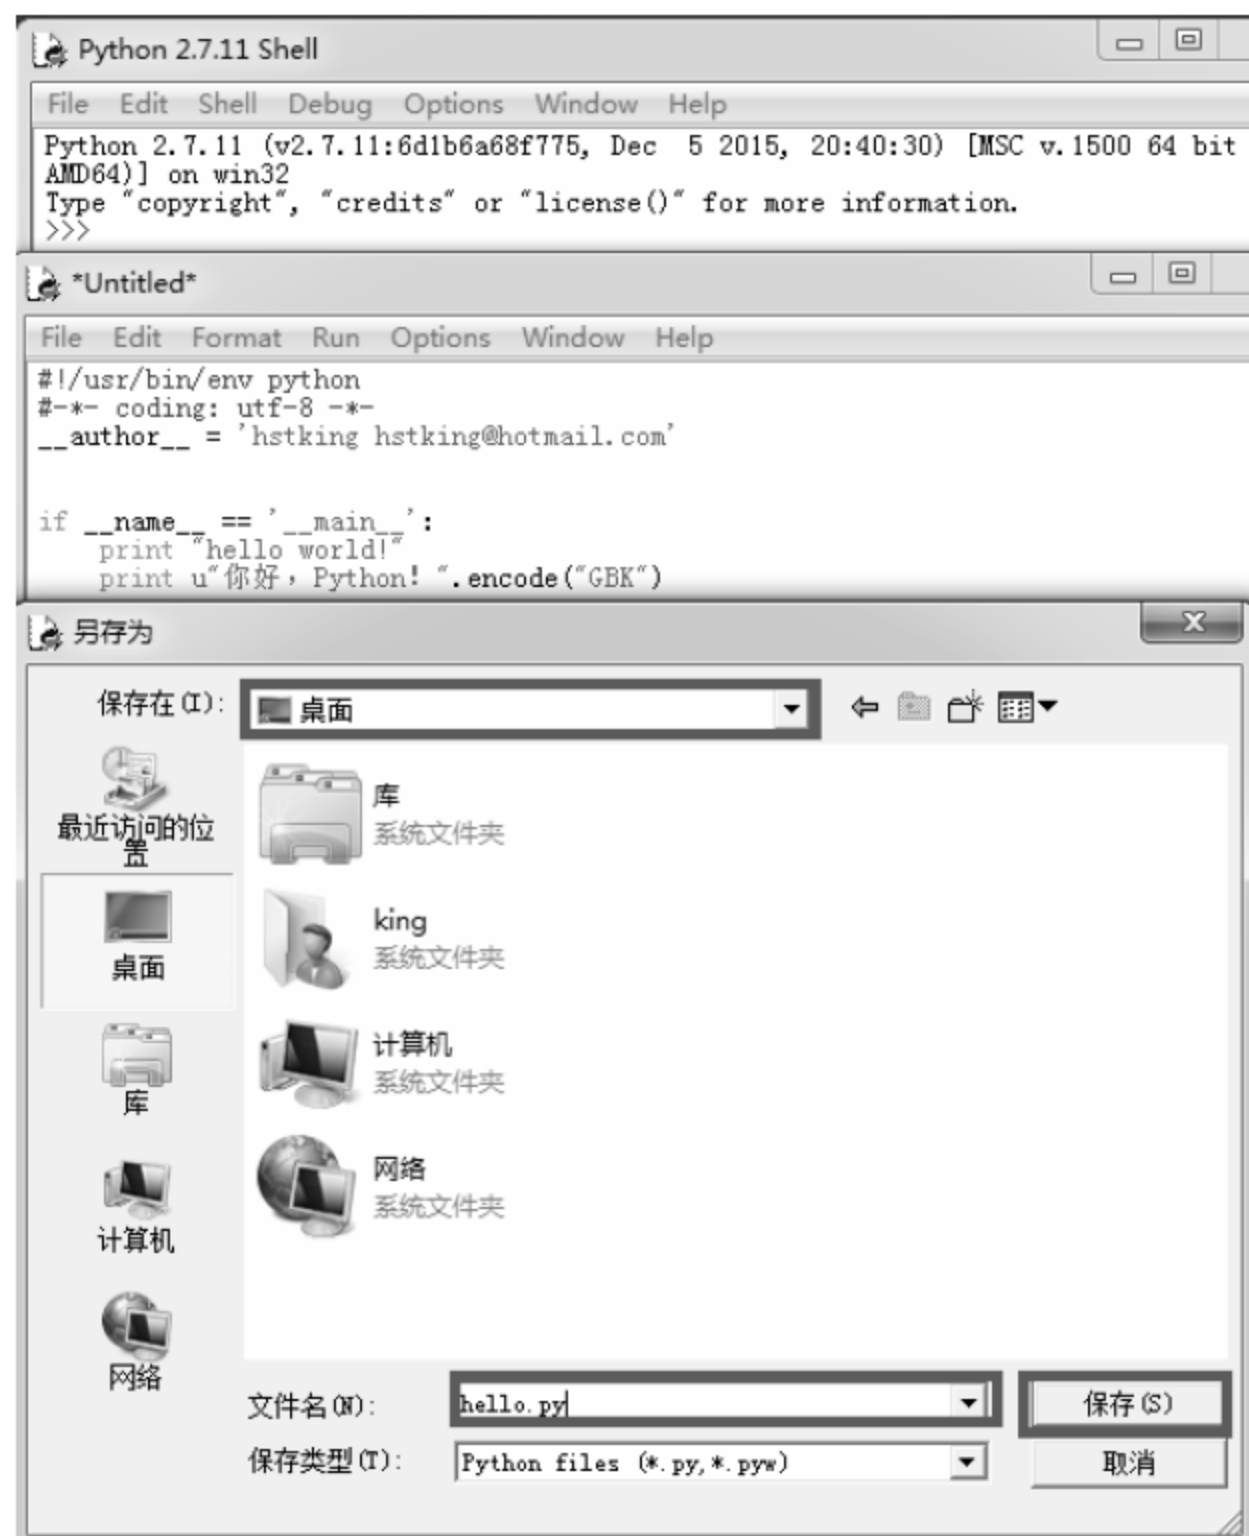 Python 2.7.11 Shell
File Edit Shell Debug Options Window Help
Python 2.7.11 (v2.7.11:6d1b6a68f775, Dec  5 2015, 20:40:30) [MSC v.1500 64 bit
AMD64)] on win32
Type "copyright", "credits" or "license()" for more information.
>>>
*Untitled*
File Edit Format Run Options Window Help
#!/usr/bin/env python
#-*- coding: utf-8 -*-
__author__ = 'hstking hstking@hotmail.com'
if __name__ == '__main__':
    print "hello world!"
    print u"你好，Python! ".encode("GBK")
另存为
保存在(I):
桌面
最近访问的位
置
桌面
库
计算机
网络
库
系统文件夹
king
系统文件夹
计算机
系统文件夹
网络
系统文件夹
文件名(N): hello.py 保存(S)
保存类型(T): Python files (*.py,*.pyw) 取消